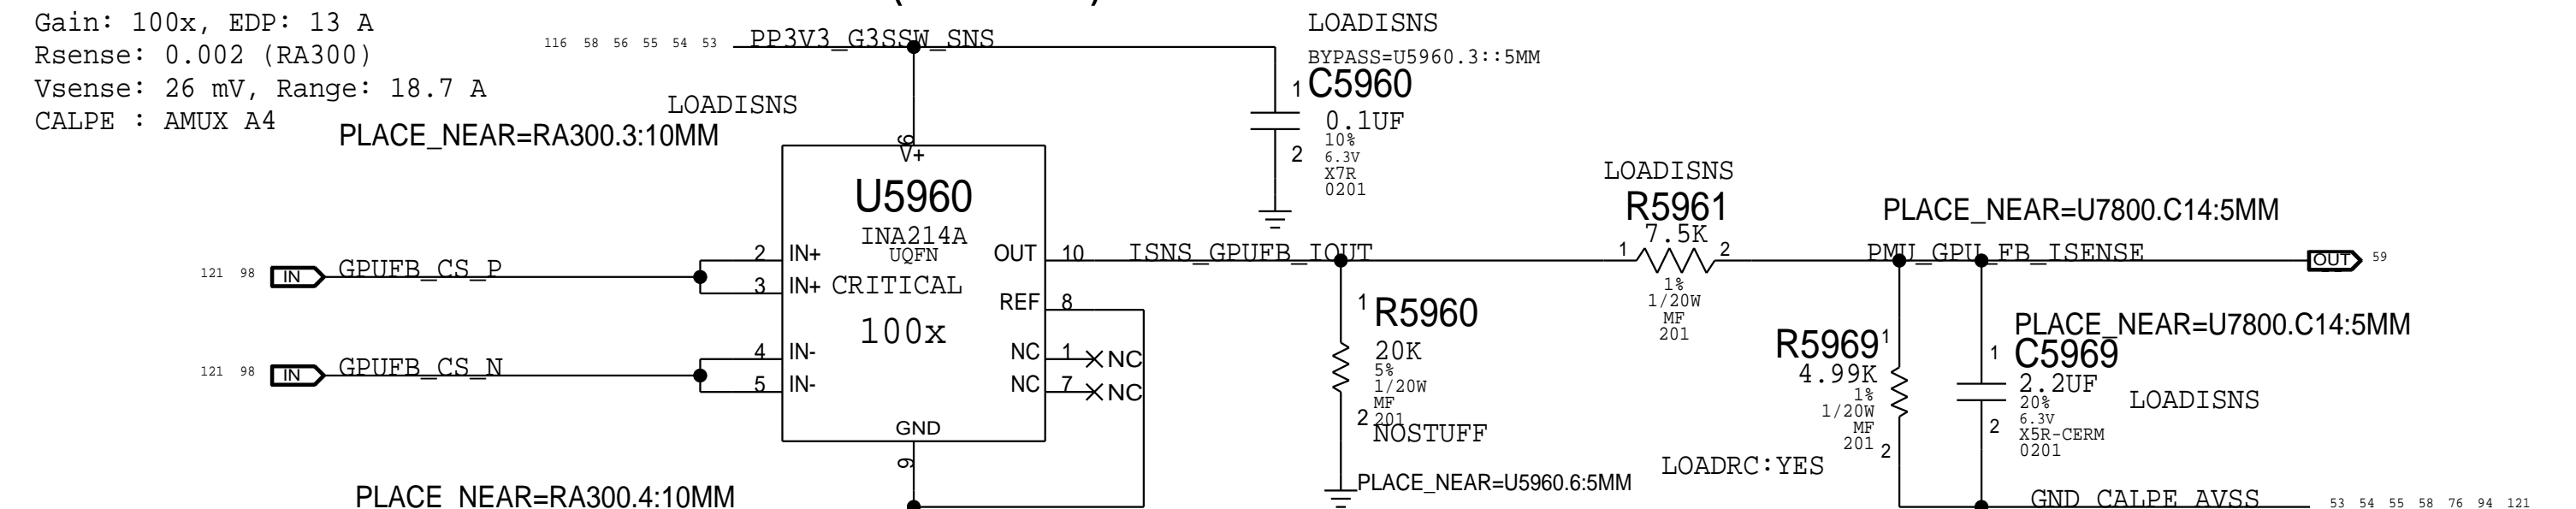 Gain: 100x, EDP: 13 A
Rsense: 0.002 (RA300)
Vsense: 26 mV, Range: 18.7 A
CALPE : AMUX A4
116 58 56 55 54 53
PP3V3_G3SSW_SNS
LOADISNS
BYPASS=U5960.3::5MM
1
C5960
0.1UF
10%
6.3V
X7R
0201
2
LOADISNS
PLACE_NEAR=RA300.3:10MM
6
V+
U5960
INA214A
UQFN
CRITICAL
100x
121 98
IN
GPUFB_CS_P
2 IN+
3 IN+
121 98
IN
GPUFB_CS_N
4 IN-
5 IN-
OUT 10
REF 8
NC 1 NC
NC 7 NC
GND
9
PLACE_NEAR=RA300.4:10MM
ISNS_GPUFB_IOUT
1
R5960
20K
5%
1/20W
MF
201
2
NOSTUFF
PLACE_NEAR=U5960.6:5MM
LOADISNS
R5961
7.5K
1 2
1%
1/20W
MF
201
PLACE_NEAR=U7800.C14:5MM
PMU_GPU_FB_ISENSE
OUT
59
R5969
1
4.99K
1%
1/20W
MF
201
2
LOADRC:YES
PLACE_NEAR=U7800.C14:5MM
1
C5969
2.2UF
20%
6.3V
X5R-CERM
0201
2
LOADISNS
GND_CALPE_AVSS
53 54 55 58 76 94 121